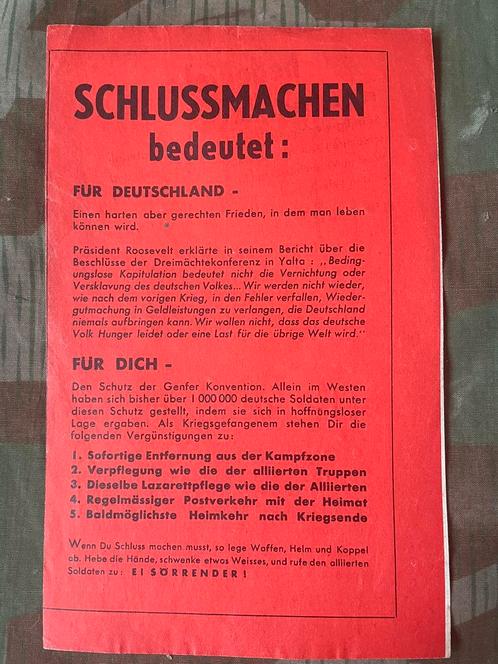 SCHLUSSMACHEN
bedeutet:
FÜR DEUTSCHLAND -
Einen harten aber gerechten Frieden, in dem man leben
können wird.
Präsident Roosevelt erklärte in seinem Bericht über die
Beschlüsse der Dreimächtekonferenz in Yalta : „Beding-
ungslose Kapitulation bedeutet nicht die Vernichtung oder
Versklavung des deutschen Volkes... Wir werden nicht wieder,
wie nach dem vorigen Krieg, in den Fehler verfallen, Wieder-
gutmachung in Geldleistungen zu verlangen, die Deutschland
niemals aufbringen kann. Wir wollen nicht, dass das deutsche
Volk Hunger leidet oder eine Last für die übrige Welt wird."
FÜR DICH -
Den Schutz der Genfer Konvention. Allein im Westen
haben sich bisher über 1 000 000 deutsche Soldaten unter
diesen Schutz gestellt, indem sie sich in hoffnungsloser
Lage ergaben. Als Kriegsgefangenem stehen Dir die
folgenden Vergünstigungen zu:
1. Sofortige Entfernung aus der Kampfzone
2. Verpflegung wie die der alliierten Truppen
3. Dieselbe Lazarettpflege wie die der Alliierten
4. Regelmässiger Postverkehr mit der Heimat
5. Baldmöglichste Heimkehr nach Kriegsende
Wenn Du Schluss machen musst, so lege Waffen, Helm und Koppel
ab. Hebe die Hände, schwenke etwas Weisses, und rufe den alliierten
Soldaten zu: EI SÖRRENDER!